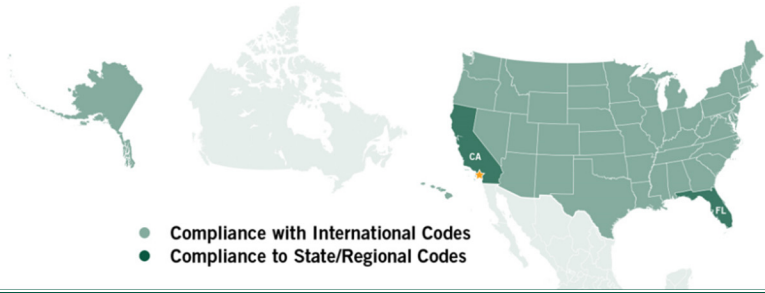 CA
FL
Compliance with International Codes
Compliance to State/Regional Codes